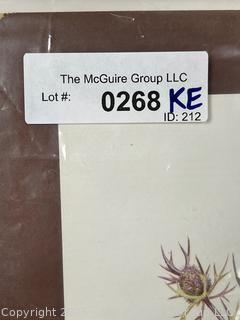 The McGuire Group LLC
Lot #: 0268 KE
ID: 212